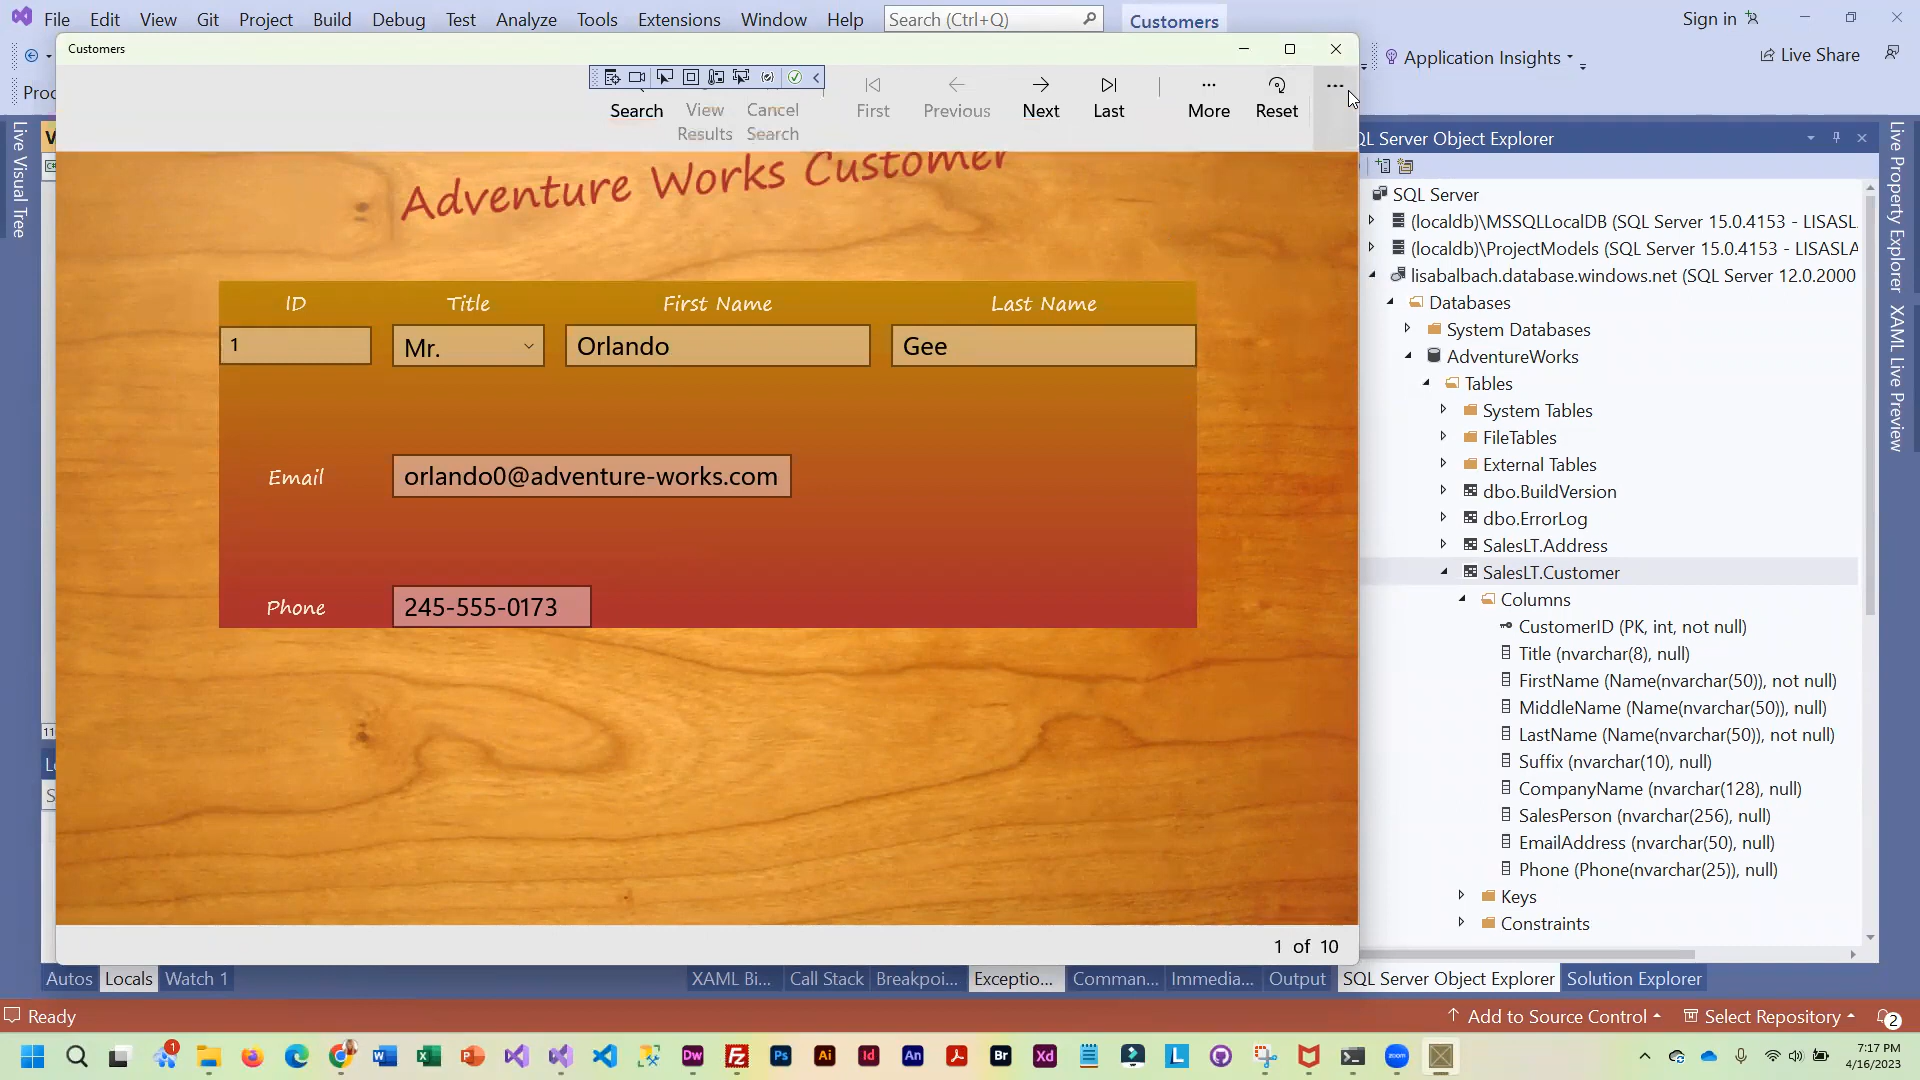 File Edit View Git Project Build Debug Test Analyze Tools Extensions Window Help Search (Ctrl+Q) Customers Sign in
Application Insights Live Share
Customers
Search View Results Cancel Search First Previous Next Last More Reset
Adventure Works Customer
ID Title First Name Last Name
1 Mr. Orlando Gee
Email orlando0@adventure-works.com
Phone 245-555-0173
1 of 10
Live Visual Tree
SQL Server Object Explorer
SQL Server
(localdb)\MSSQLLocalDB (SQL Server 15.0.4153 - LISASL
(localdb)\ProjectModels (SQL Server 15.0.4153 - LISASLA
lisabalbach.database.windows.net (SQL Server 12.0.2000
Databases
System Databases
AdventureWorks
Tables
System Tables
FileTables
External Tables
dbo.BuildVersion
dbo.ErrorLog
SalesLT.Address
SalesLT.Customer
Columns
CustomerID (PK, int, not null)
Title (nvarchar(8), null)
FirstName (Name(nvarchar(50)), not null)
MiddleName (Name(nvarchar(50)), null)
LastName (Name(nvarchar(50)), not null)
Suffix (nvarchar(10), null)
CompanyName (nvarchar(128), null)
SalesPerson (nvarchar(256), null)
EmailAddress (nvarchar(50), null)
Phone (Phone(nvarchar(25)), null)
Keys
Constraints
Live Property Explorer
XAML Live Preview
Autos Locals Watch 1 XAML Bi... Call Stack Breakpoi... Exceptio... Comman... Immedia... Output SQL Server Object Explorer Solution Explorer
Ready Add to Source Control Select Repository 2
7:17 PM
4/16/2023